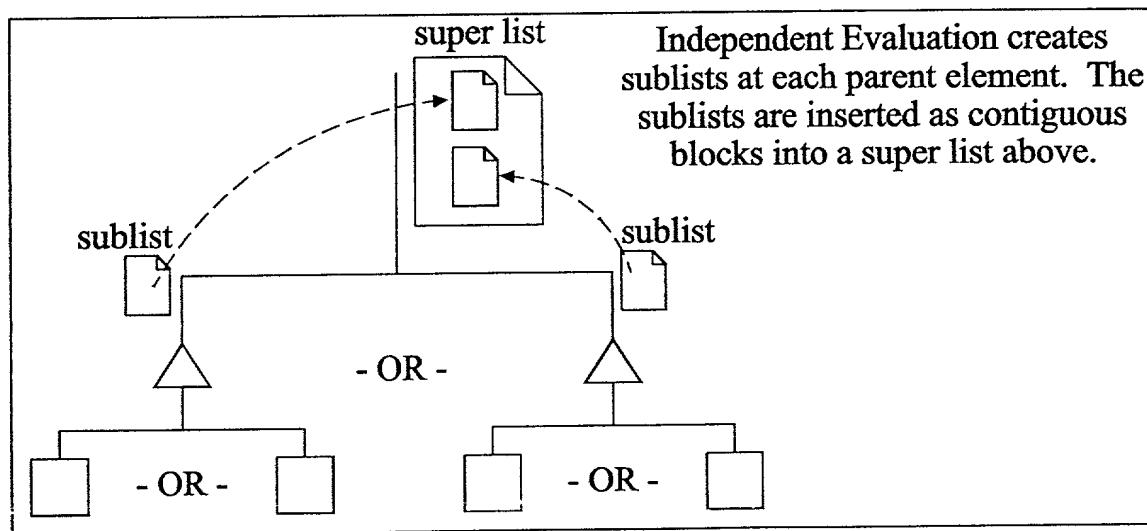 super list
Independent Evaluation creates
sublists at each parent element.  The
sublists are inserted as contiguous
blocks into a super list above.
sublist
sublist
- OR -
- OR -
- OR -